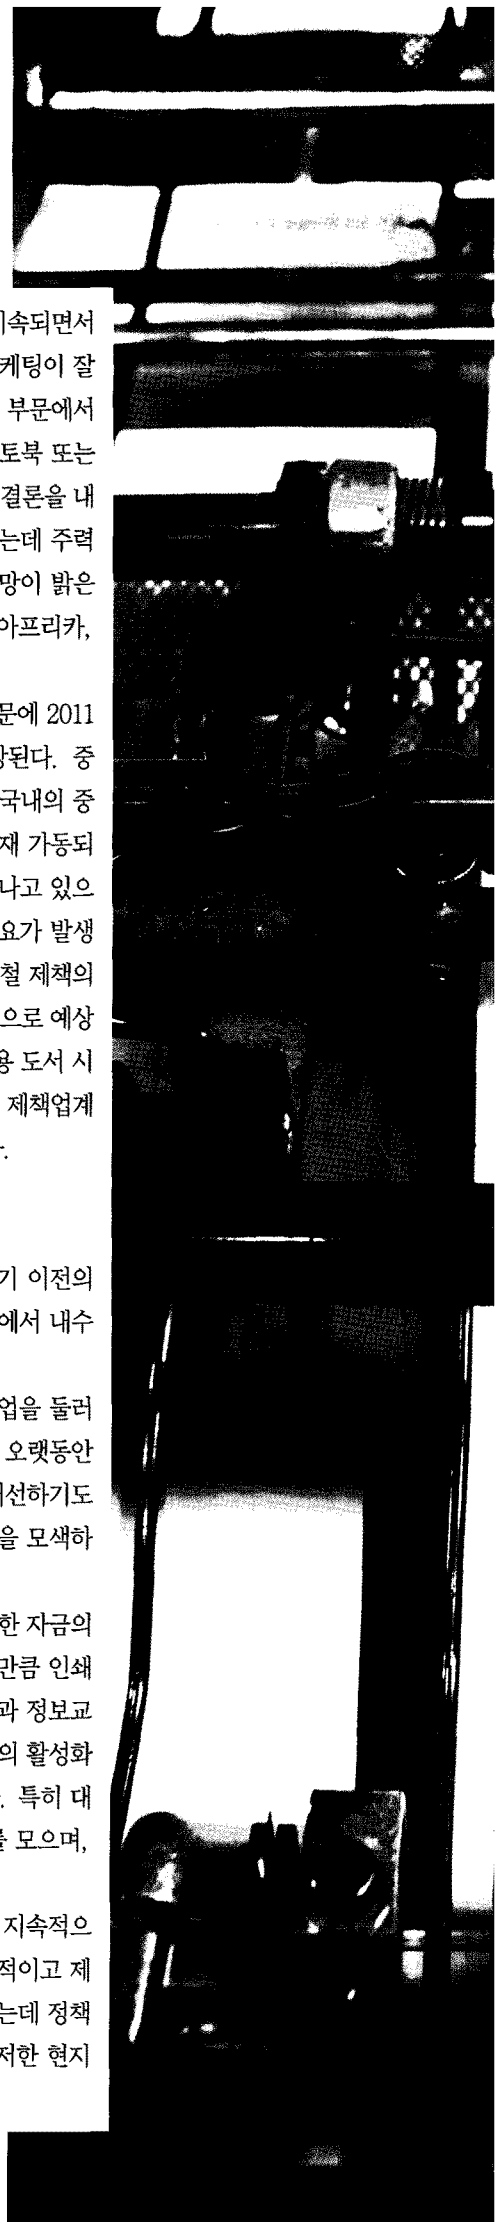 속되면서
케팅이 잘
부문에서
토북 또는
결론을 내
는데 주력
망이 밝은
아프리카,
문에 2011
상된다. 중
국내의 중
재 가동되
나고 있으
요가 발생
철 제책의
으로 예상
용 도서 시
제책업계
기 이전의
에서 내수
업을 둘러
오랫동안
선하기도
을 모색하
한 자금의
만큼 인쇄
과 정보교
의 활성화
특히 대
를 모으며,
지속적으
적이고 제
는데 정책
저한 현지